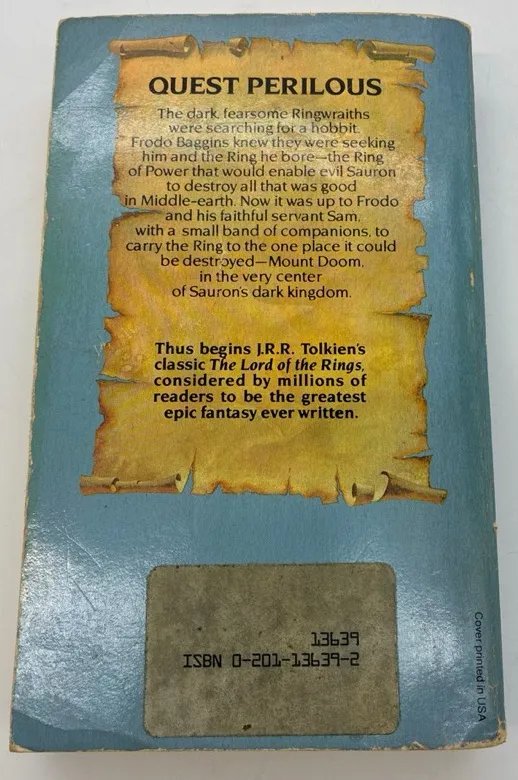 QUEST PERILOUS
The dark, fearsome Ringwraiths
were searching for a hobbit.
Frodo Baggins knew they were seeking
him and the Ring he bore—the Ring
of Power that would enable evil Sauron
to destroy all that was good
in Middle-earth. Now it was up to Frodo
and his faithful servant Sam,
with a small band of companions, to
carry the Ring to the one place it could
be destroyed—Mount Doom,
in the very center
of Sauron's dark kingdom.
Thus begins J.R.R. Tolkien's
classic The Lord of the Rings,
considered by millions of
readers to be the greatest
epic fantasy ever written.
13639
ISBN 0-201-13639-2
Cover printed in USA